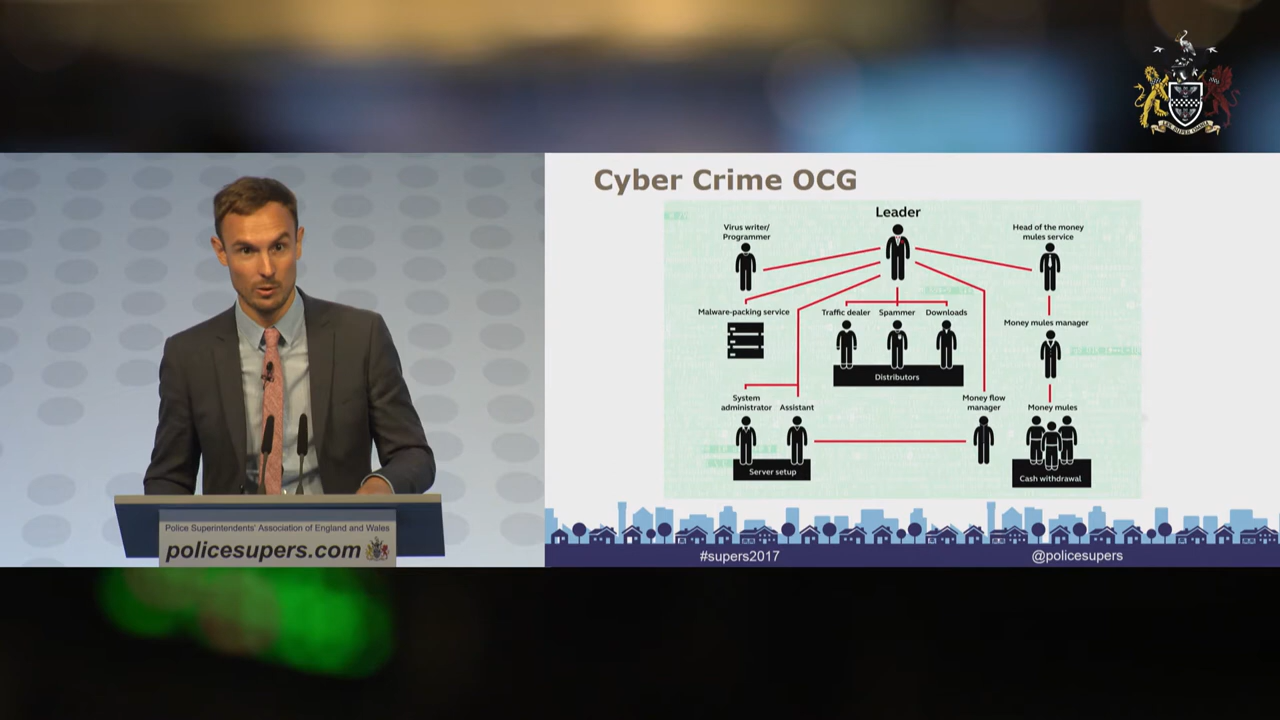 Cyber Crime OCG
Leader
Virus writer/
Programmer
Head of the money
mules service
Malware-packing service
Traffic dealer
Spammer
Downloads
Money mules manager
Distributors
System
administrator
Assistant
Money flow
manager
Money mules
Server setup
Cash withdrawal
Police Superintendents' Association of England and Wales
policesupers.com
#supers2017
@policesupers